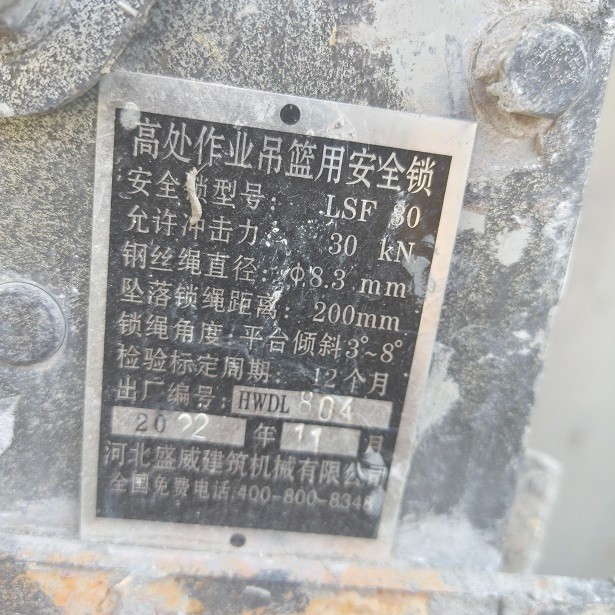 高处作业吊篮用安全锁
安全锁型号: LSF 30
允许冲击力: 30 kN
钢丝绳直径: Φ8.3 mm
坠落锁绳距离: 200mm
锁绳角度 平台倾斜3°~8°
检验标定周期: 12个月
出厂编号: HWDL 804
2022 年 11 月
河北盛威建筑机械有限公司
全国免费电话:400-800-8348